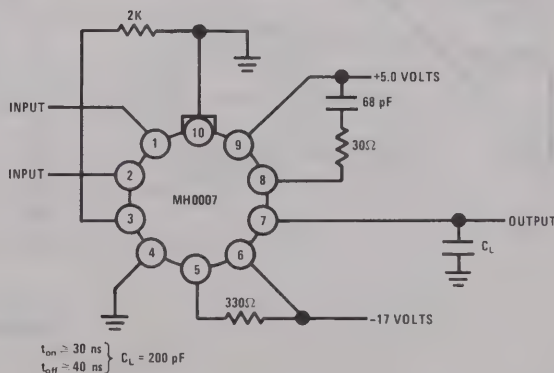 2K
INPUT
+5.0 VOLTS
68 pF
30Ω
10
1
9
INPUT
2
8
MH0007
3
7
OUTPUT
4
6
5
C_L
330Ω
-17 VOLTS
t_on ≥ 30 ns
t_off ≥ 40 ns } C_L = 200 pF